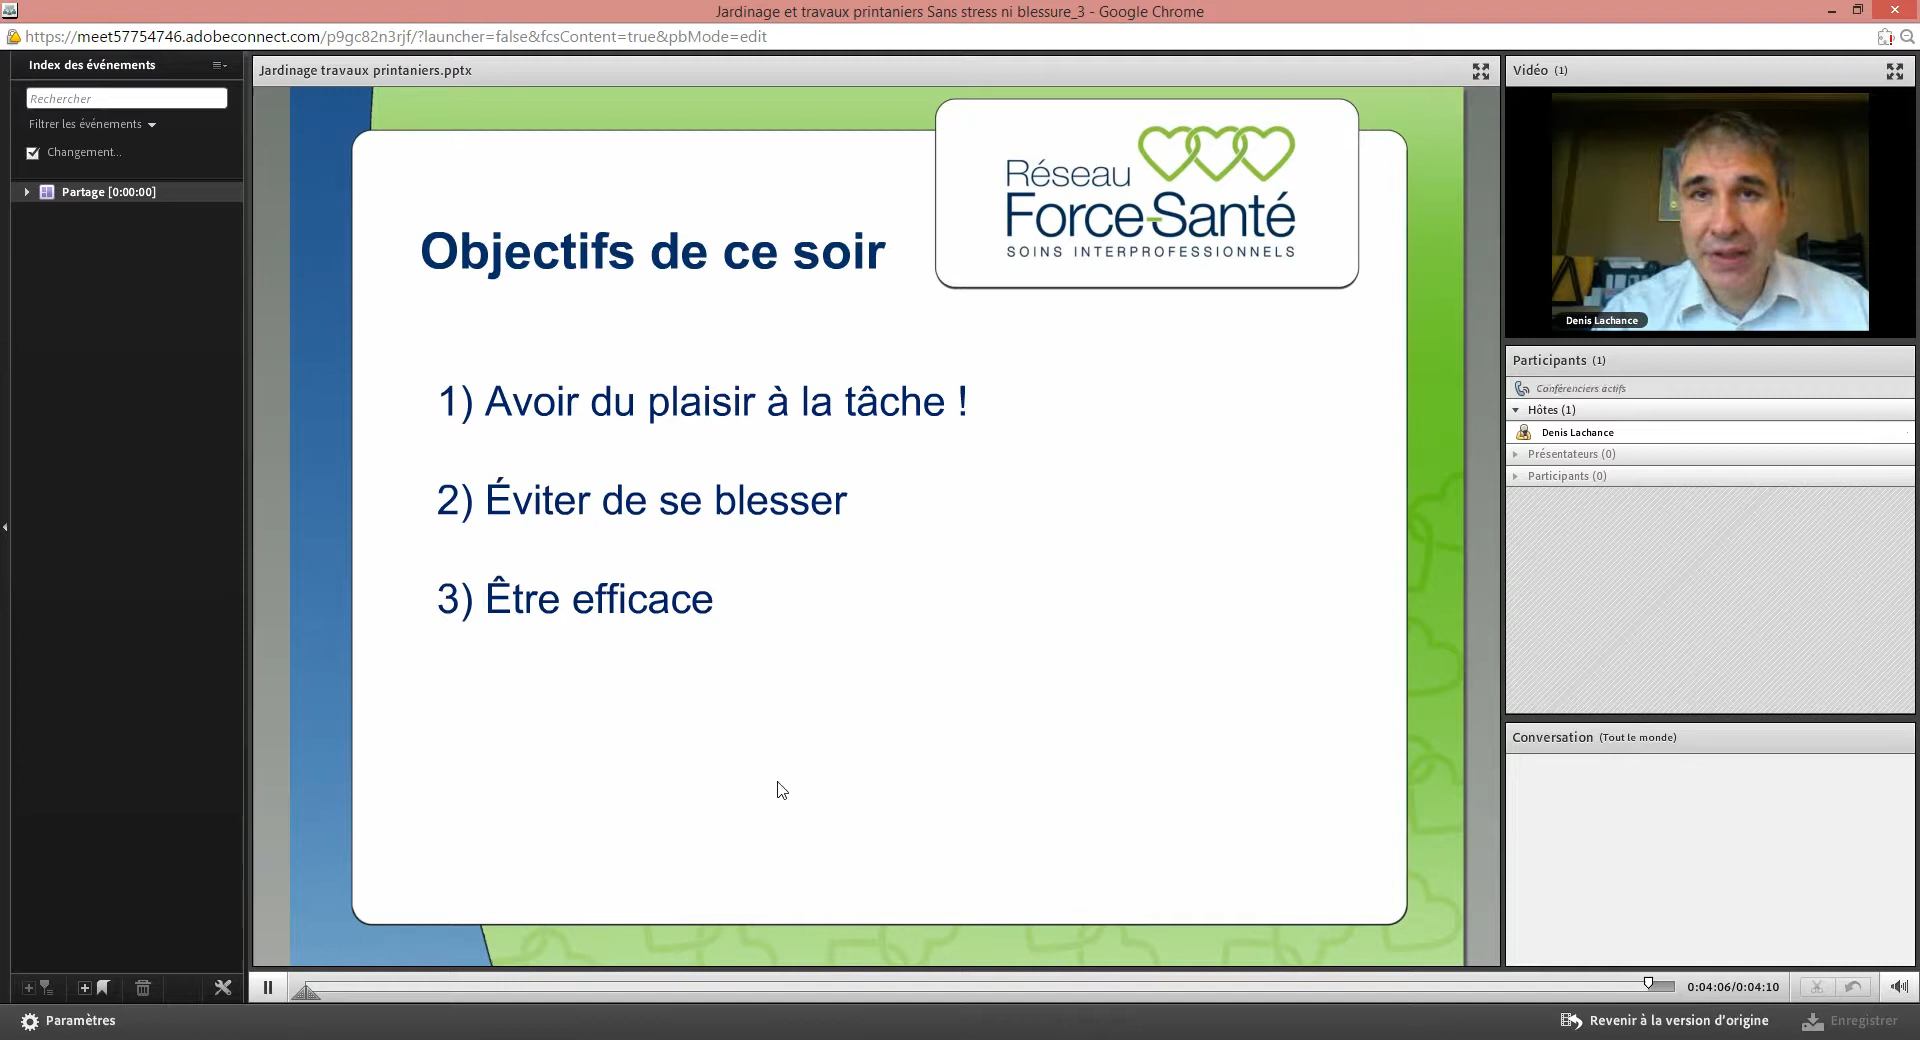 Jardinage et travaux printaniers Sans stress ni blessure_3 - Google Chrome
https://meet57754746.adobeconnect.com/p9gc82n3rjf/?launcher=false&fcsContent=true&pbMode=edit
Index des événements
Rechercher
Filtrer les événements
Changement...
Partage [0:00:00]
Jardinage travaux printaniers.pptx
Réseau
Force-Santé
SOINS INTERPROFESSIONNELS
Objectifs de ce soir
1) Avoir du plaisir à la tâche !
2) Éviter de se blesser
3) Être efficace
Vidéo (1)
Denis Lachance
Participants (1)
Conférenciers actifs
Hôtes (1)
Denis Lachance
Présentateurs (0)
Participants (0)
Conversation (Tout le monde)
0:04:06/0:04:10
Paramètres
Revenir à la version d'origine
Enregistrer